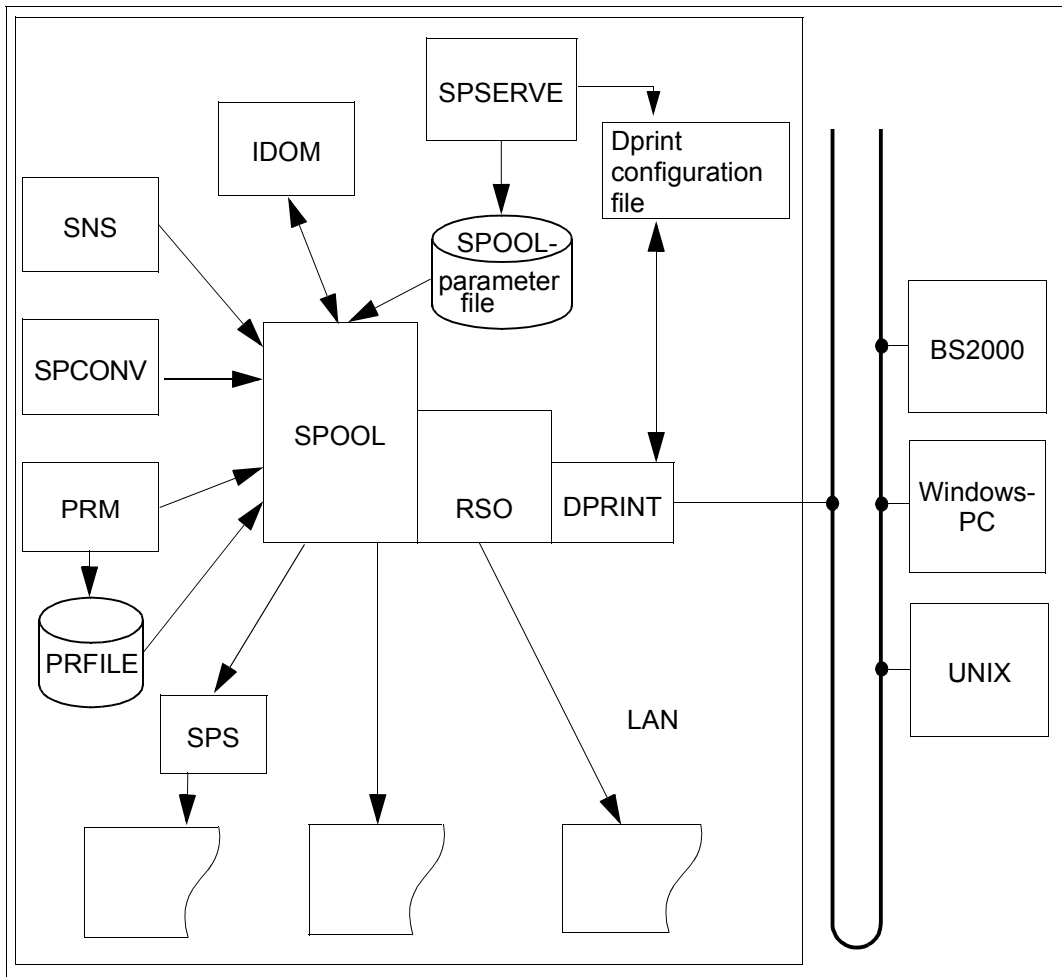 SPSERVE
IDOM
Dprint
configuration
file
SNS
SPOOL-
parameter
file
SPCONV
BS2000
SPOOL
PRM
RSO
DPRINT
Windows-
PC
PRFILE
UNIX
SPS
LAN